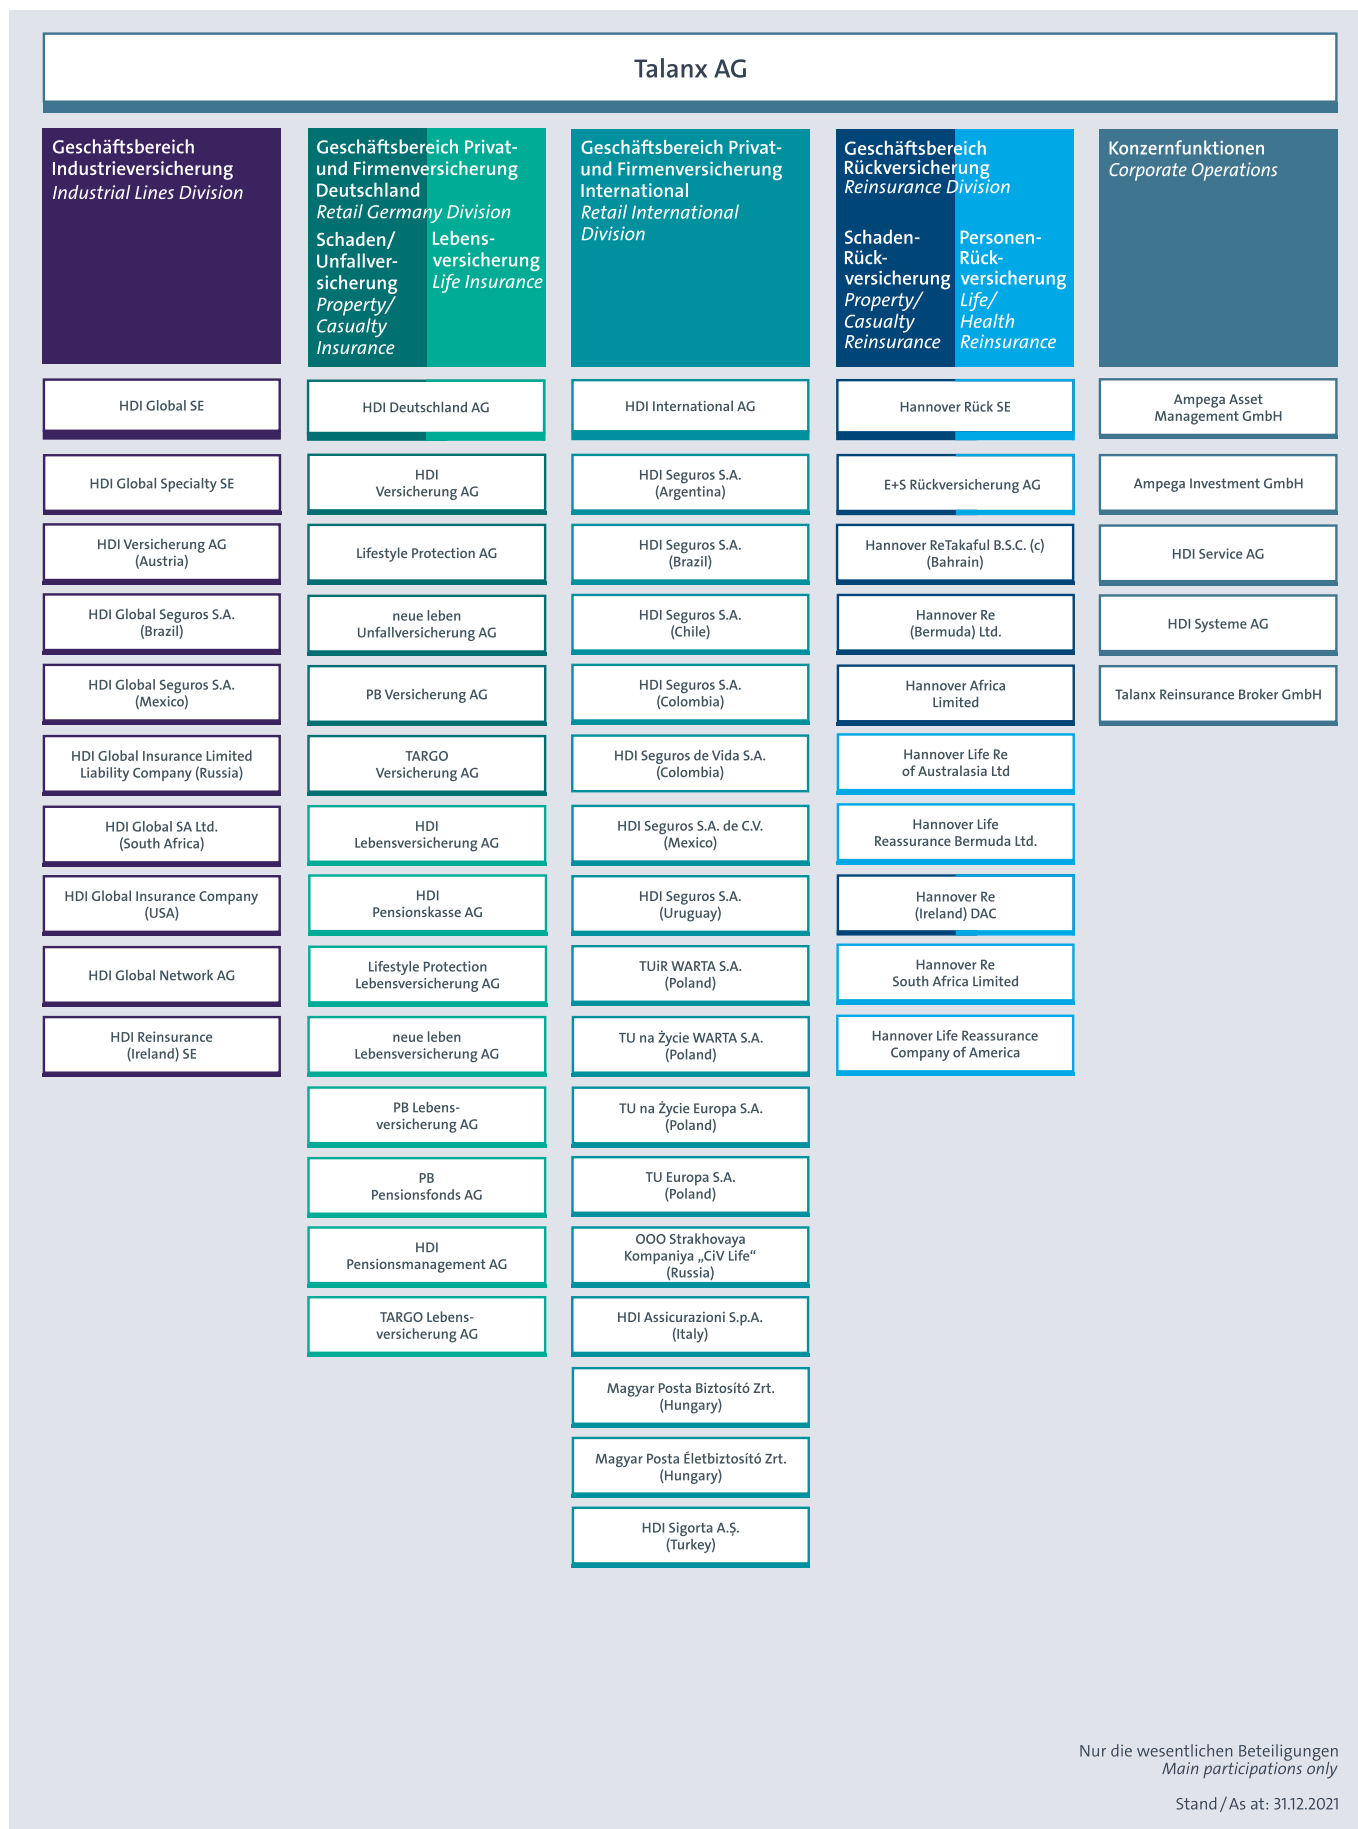 Talanx AG
Geschäftsbereich
Industrieversicherung
Industrial Lines Division
HDI Global SE
HDI Global Specialty SE
HDI Versicherung AG
(Austria)
HDI Global Seguros S.A.
(Brazil)
HDI Global Seguros S.A.
(Mexico)
HDI Global Insurance Limited
Liability Company (Russia)
HDI Global SA Ltd.
(South Africa)
HDI Global Insurance Company
(USA)
HDI Global Network AG
HDI Reinsurance
(Ireland) SE
Geschäftsbereich Privat-
und Firmenversicherung
Deutschland
Retail Germany Division
Schaden/
Unfallver-
sicherung
Property/
Casualty
Insurance
Lebens-
versicherung
Life Insurance
HDI Deutschland AG
HDI
Versicherung AG
Lifestyle Protection AG
neue leben
Unfallversicherung AG
PB Versicherung AG
TARGO
Versicherung AG
HDI
Lebensversicherung AG
HDI
Pensionskasse AG
Lifestyle Protection
Lebensversicherung AG
neue leben
Lebensversicherung AG
PB Lebens-
versicherung AG
PB
Pensionsfonds AG
HDI
Pensionsmanagement AG
TARGO Lebens-
versicherung AG
Geschäftsbereich Privat-
und Firmenversicherung
International
Retail International
Division
HDI International AG
HDI Seguros S.A.
(Argentina)
HDI Seguros S.A.
(Brazil)
HDI Seguros S.A.
(Chile)
HDI Seguros S.A.
(Colombia)
HDI Seguros de Vida S.A.
(Colombia)
HDI Seguros S.A. de C.V.
(Mexico)
HDI Seguros S.A.
(Uruguay)
TUiR WARTA S.A.
(Poland)
TU na Życie WARTA S.A.
(Poland)
TU na Życie Europa S.A.
(Poland)
TU Europa S.A.
(Poland)
OOO Strakhovaya
Kompaniya „CiV Life“
(Russia)
HDI Assicurazioni S.p.A.
(Italy)
Magyar Posta Biztosító Zrt.
(Hungary)
Magyar Posta Életbiztosító Zrt.
(Hungary)
HDI Sigorta A.Ş.
(Turkey)
Geschäftsbereich
Rückversicherung
Reinsurance Division
Schaden-
Rück-
versicherung
Property/
Casualty
Reinsurance
Personen-
Rück-
versicherung
Life/
Health
Reinsurance
Hannover Rück SE
E+S Rückversicherung AG
Hannover ReTakaful B.S.C. (c)
(Bahrain)
Hannover Re
(Bermuda) Ltd.
Hannover Africa
Limited
Hannover Life Re
of Australasia Ltd
Hannover Life
Reassurance Bermuda Ltd.
Hannover Re
(Ireland) DAC
Hannover Re
South Africa Limited
Hannover Life Reassurance
Company of America
Konzernfunktionen
Corporate Operations
Ampega Asset
Management GmbH
Ampega Investment GmbH
HDI Service AG
HDI Systeme AG
Talanx Reinsurance Broker GmbH
Nur die wesentlichen Beteiligungen
Main participations only
Stand / As at: 31.12.2021